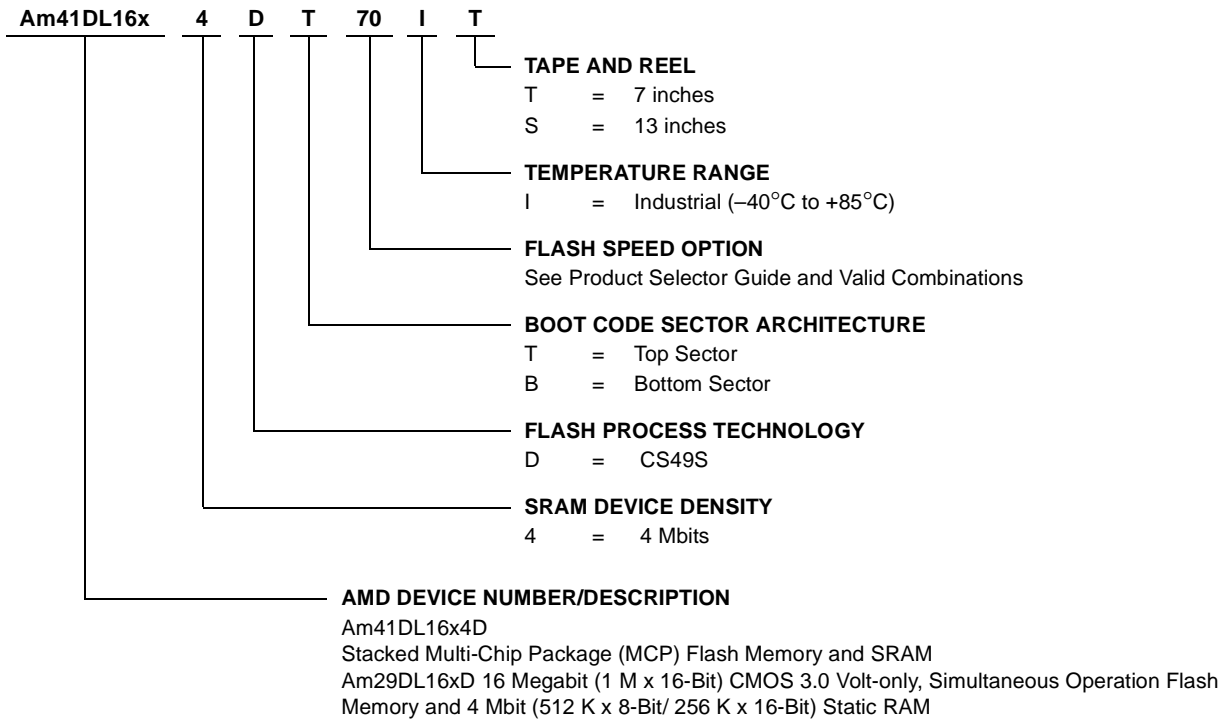 Am41DL16x 4 D T 70 I T
TAPE AND REEL
T = 7 inches
S = 13 inches
TEMPERATURE RANGE
I = Industrial (–40°C to +85°C)
FLASH SPEED OPTION
See Product Selector Guide and Valid Combinations
BOOT CODE SECTOR ARCHITECTURE
T = Top Sector
B = Bottom Sector
FLASH PROCESS TECHNOLOGY
D = CS49S
SRAM DEVICE DENSITY
4 = 4 Mbits
AMD DEVICE NUMBER/DESCRIPTION
Am41DL16x4D
Stacked Multi-Chip Package (MCP) Flash Memory and SRAM
Am29DL16xD 16 Megabit (1 M x 16-Bit) CMOS 3.0 Volt-only, Simultaneous Operation Flash
Memory and 4 Mbit (512 K x 8-Bit/ 256 K x 16-Bit) Static RAM